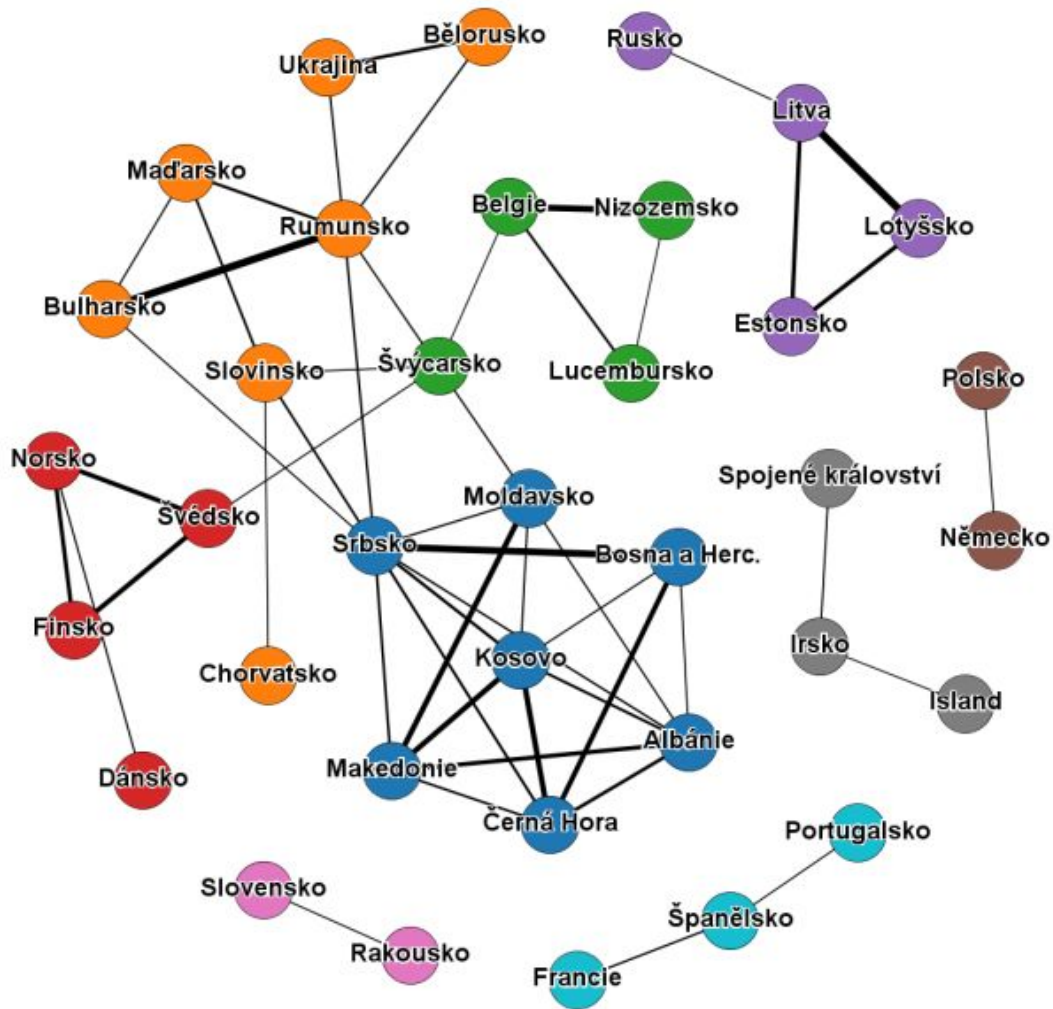 Bělorusko
Rusko
Ukrajina
Litva
Maďarsko
Belgie
Nizozemsko
Rumunsko
Lotyšsko
Bulharsko
Estonsko
Slovinsko
Švýcarsko
Lucembursko
Polsko
Norsko
Spojené království
Moldavsko
Švédsko
Srbsko
Bosna a Herc.
Německo
Finsko
Kosovo
Irsko
Chorvatsko
Island
Albánie
Makedonie
Dánsko
Černá Hora
Portugalsko
Slovensko
Španělsko
Rakousko
Francie